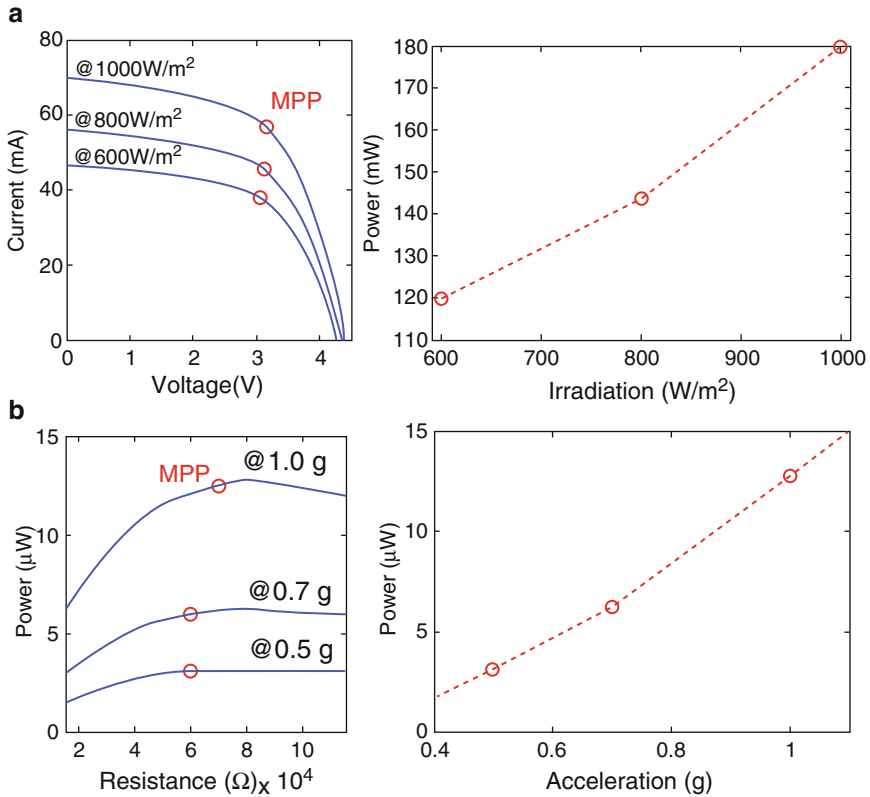 a
80
60
40
20
0
Current (mA)
@1000W/m²
@800W/m²
@600W/m²
MPP
0
1
2
3
4
Voltage(V)
180
170
160
150
140
130
120
110
Power (mW)
600
700
800
900
1000
Irradiation (W/m²)
b
15
10
5
0
Power (μW)
MPP
@1.0 g
@0.7 g
@0.5 g
2
4
6
8
10
Resistance (Ω)x 10⁴
15
10
5
0
Power (μW)
0.4
0.6
0.8
1
Acceleration (g)